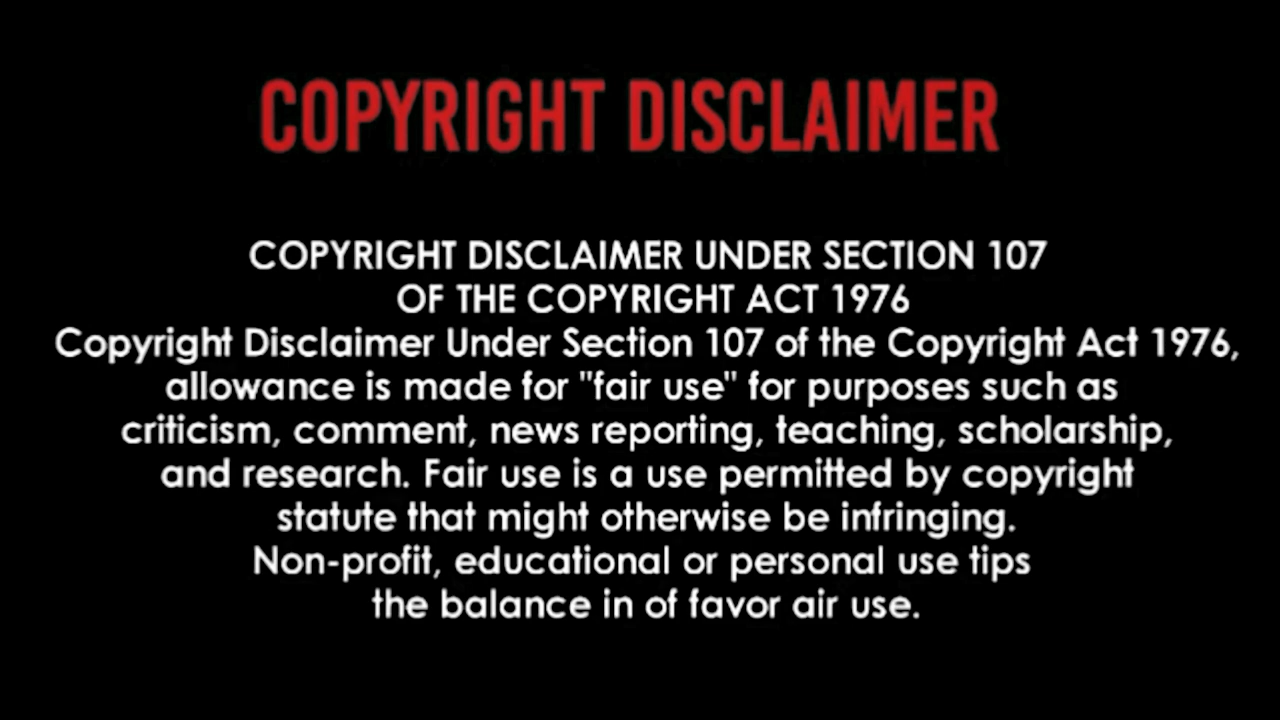 COPYRIGHT DISCLAIMER
COPYRIGHT DISCLAIMER UNDER SECTION 107
OF THE COPYRIGHT ACT 1976
Copyright Disclaimer Under Section 107 of the Copyright Act 1976,
allowance is made for "fair use" for purposes such as
criticism, comment, news reporting, teaching, scholarship,
and research. Fair use is a use permitted by copyright
statute that might otherwise be infringing.
Non-profit, educational or personal use tips
the balance in of favor air use.